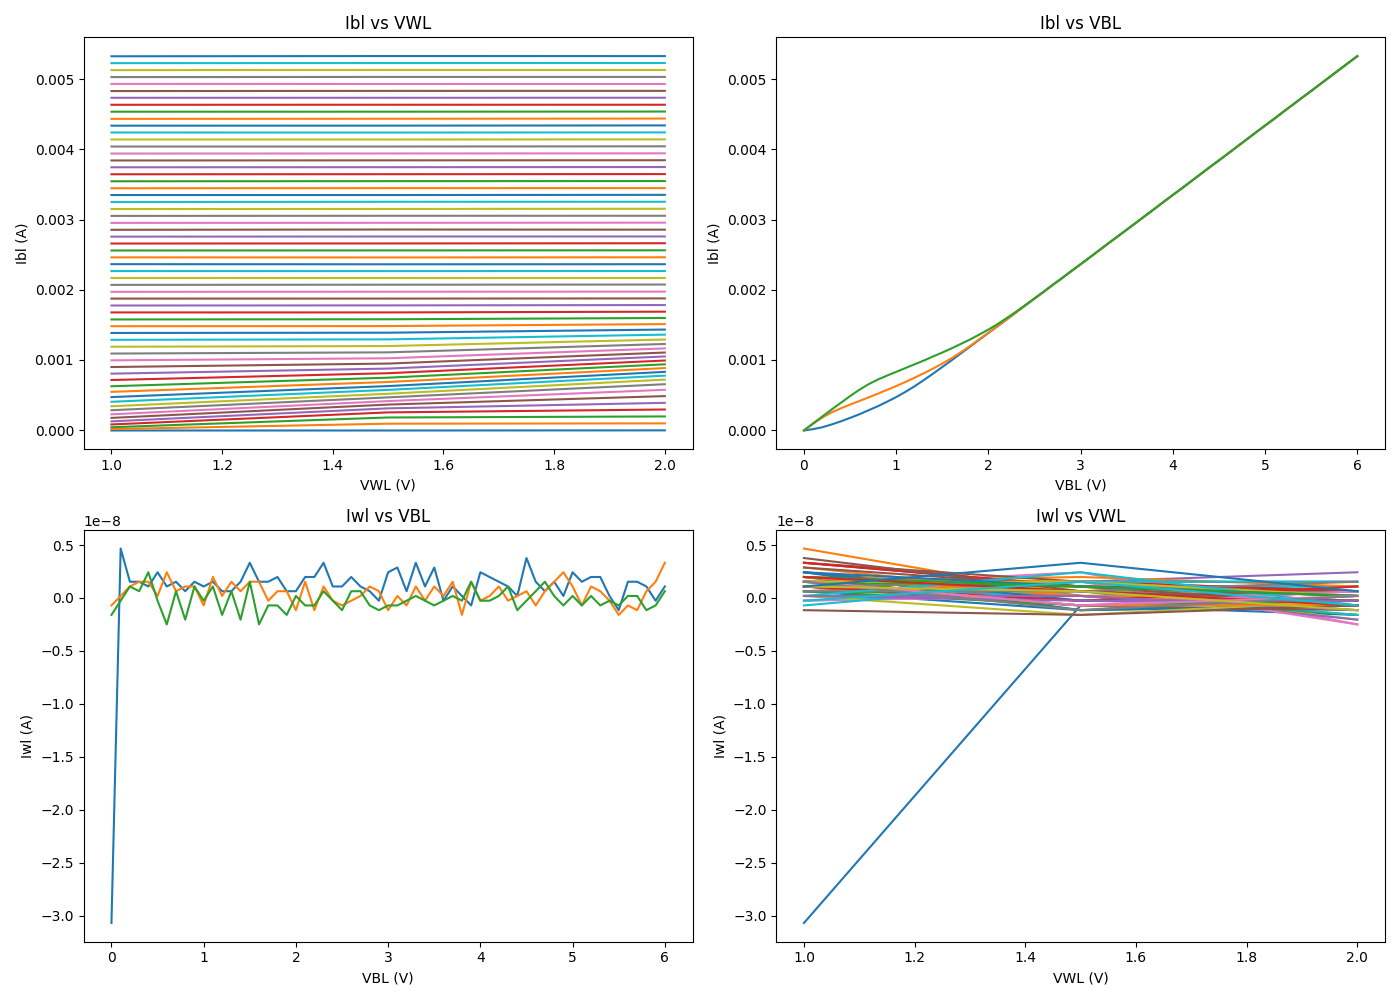 Ibl vs VWL
Ibl (A)
0.005
0.004
0.003
0.002
0.001
0.000
1.0 1.2 1.4 1.6 1.8 2.0
VWL (V)
Ibl vs VBL
Ibl (A)
0.005
0.004
0.003
0.002
0.001
0.000
0 1 2 3 4 5 6
VBL (V)
Iwl vs VBL
1e−8
Iwl (A)
0.5
0.0
−0.5
−1.0
−1.5
−2.0
−2.5
−3.0
0 1 2 3 4 5 6
VBL (V)
Iwl vs VWL
1e−8
Iwl (A)
0.5
0.0
−0.5
−1.0
−1.5
−2.0
−2.5
−3.0
1.0 1.2 1.4 1.6 1.8 2.0
VWL (V)